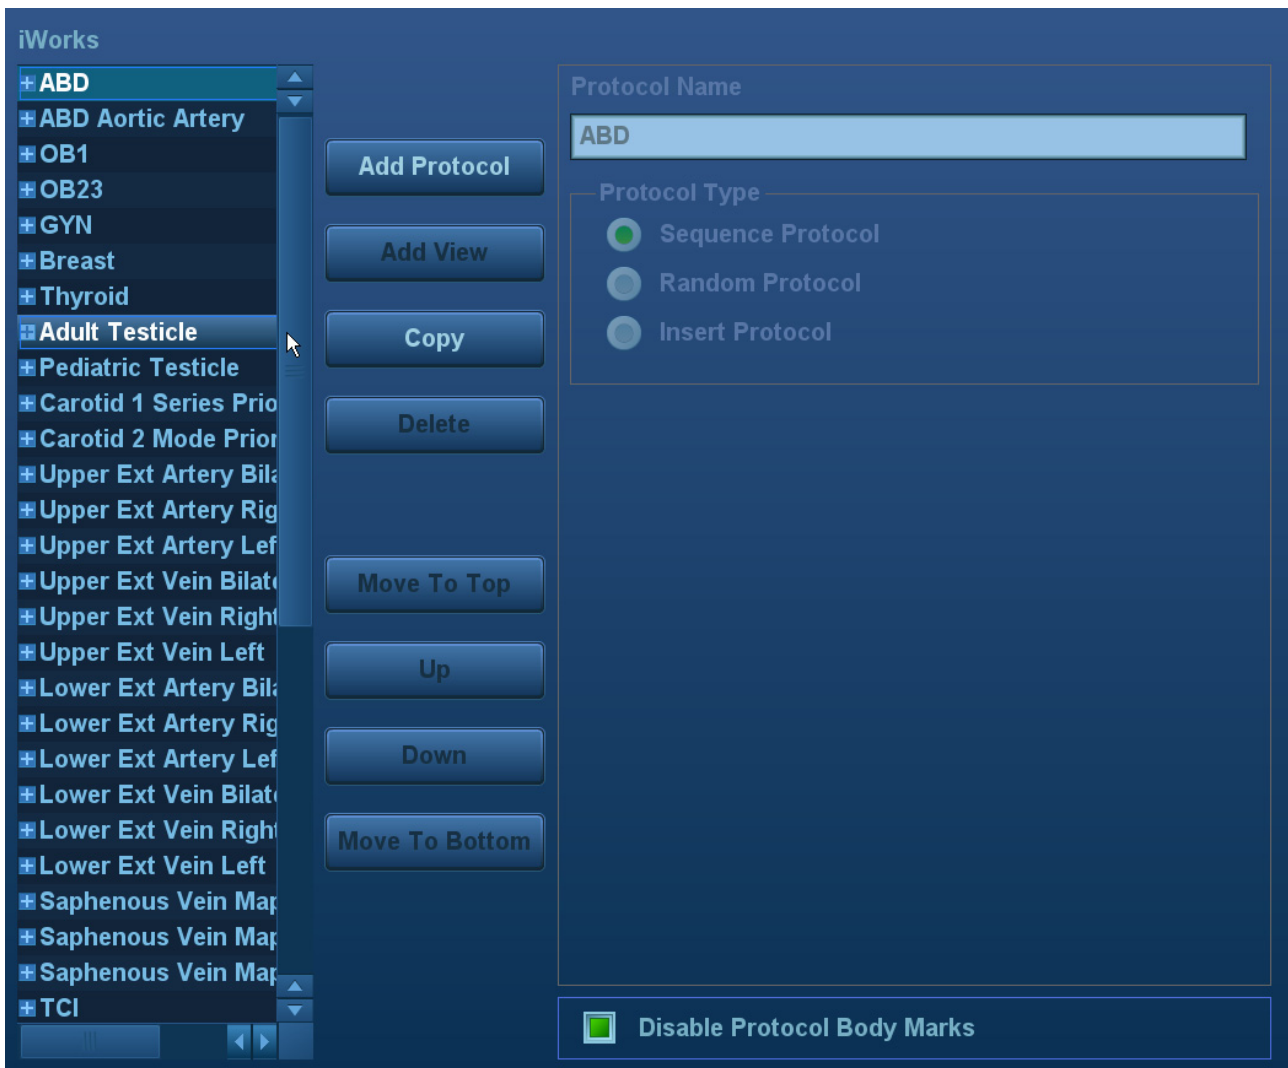 iWorks
ABD
ABD Aortic Artery
OB1
OB23
GYN
Breast
Thyroid
Adult Testicle
Pediatric Testicle
Carotid 1 Series Prio
Carotid 2 Mode Prior
Upper Ext Artery Bila
Upper Ext Artery Rig
Upper Ext Artery Lef
Upper Ext Vein Bilate
Upper Ext Vein Right
Upper Ext Vein Left
Lower Ext Artery Bila
Lower Ext Artery Rig
Lower Ext Artery Lef
Lower Ext Vein Bilate
Lower Ext Vein Right
Lower Ext Vein Left
Saphenous Vein Map
Saphenous Vein Map
Saphenous Vein Map
TCI
Add Protocol
Add View
Copy
Delete
Move To Top
Up
Down
Move To Bottom
Protocol Name
ABD
Protocol Type
Sequence Protocol
Random Protocol
Insert Protocol
Disable Protocol Body Marks